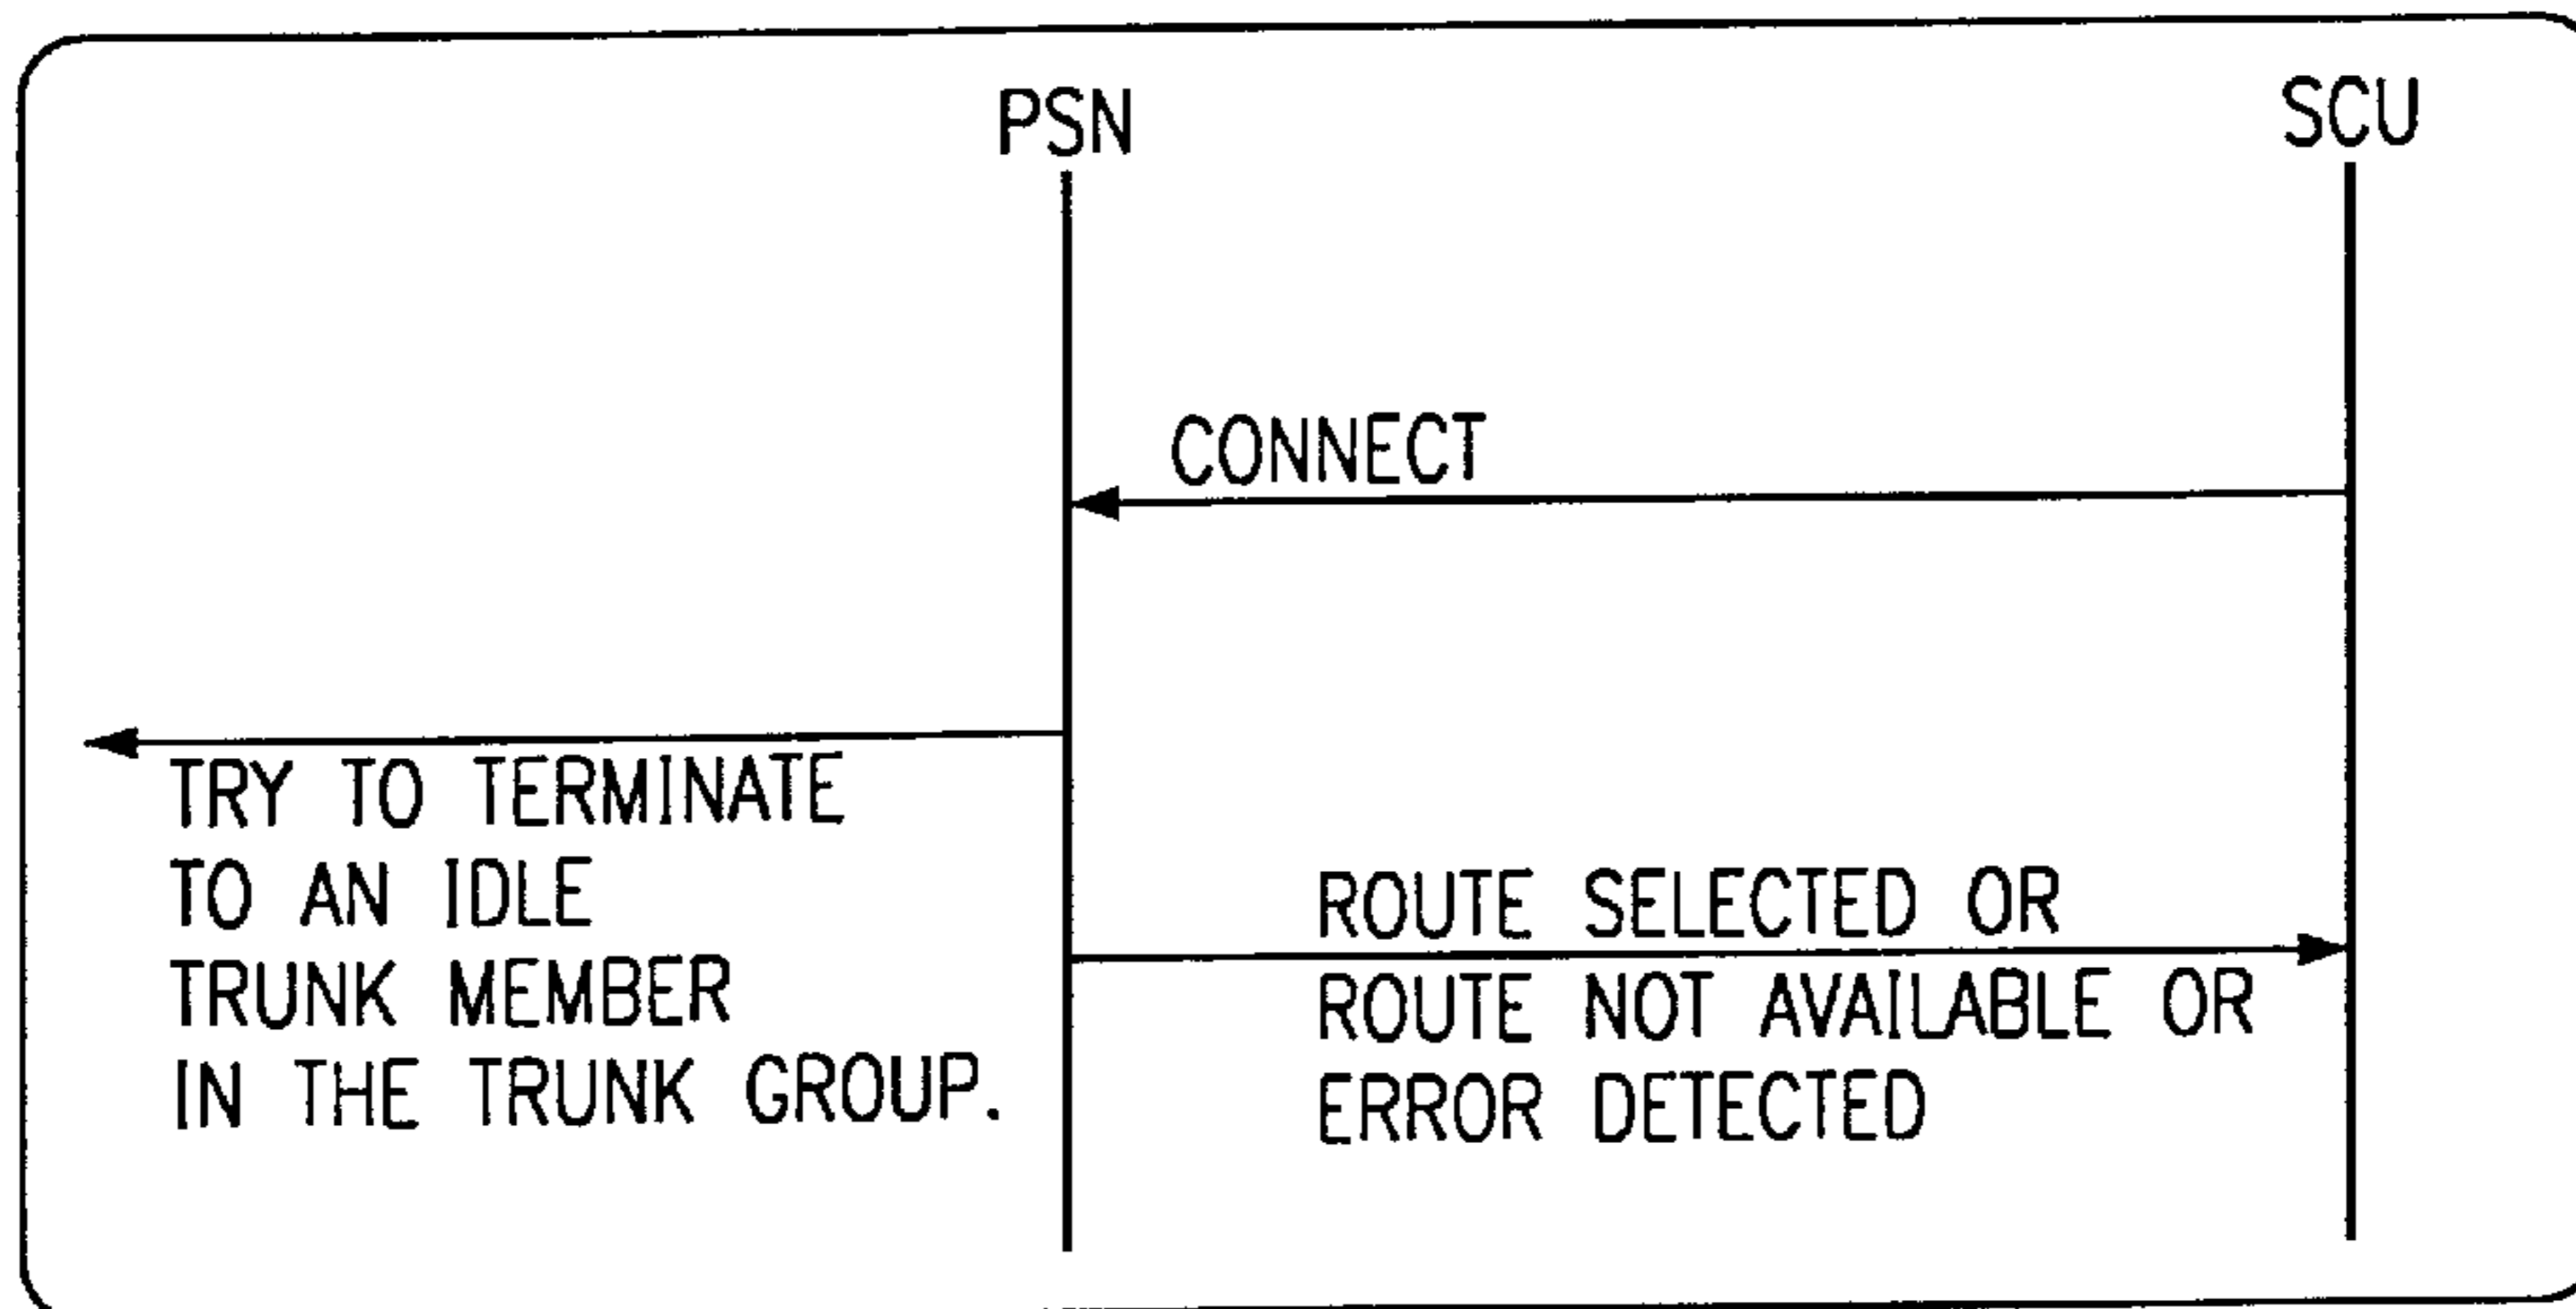 PSN
SCU
CONNECT
TRY TO TERMINATE
TO AN IDLE
TRUNK MEMBER
IN THE TRUNK GROUP.
ROUTE SELECTED OR
ROUTE NOT AVAILABLE OR
ERROR DETECTED